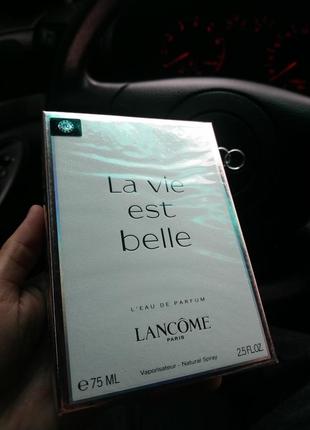 La vie
est
belle
L'EAU DE PARFUM
LANCÔME
PARIS
Vaporisateur - Natural Spray
e 75 ML 2.5 FL.OZ.